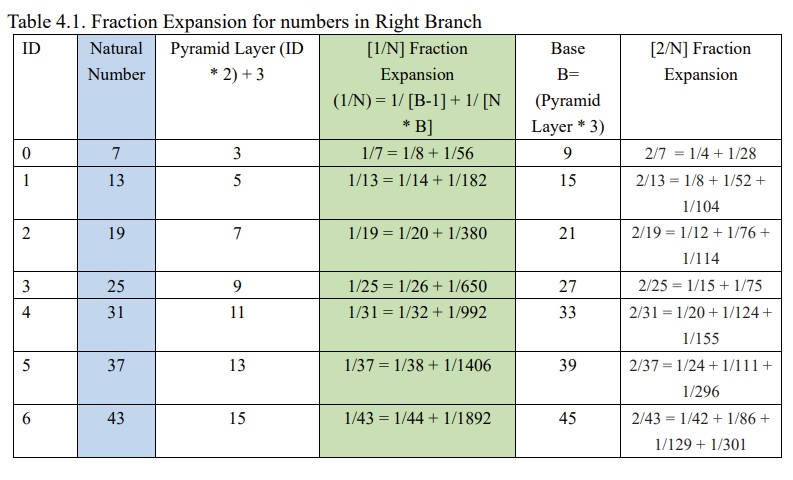 Table 4.1. Fraction Expansion for numbers in Right Branch
ID Natural Number Pyramid Layer (ID * 2) + 3 [1/N] Fraction Expansion (1/N) = 1/ [B-1] + 1/ [N * B] Base B= (Pyramid Layer * 3) [2/N] Fraction Expansion
0 7 3 1/7 = 1/8 + 1/56 9 2/7 = 1/4 + 1/28
1 13 5 1/13 = 1/14 + 1/182 15 2/13 = 1/8 + 1/52 + 1/104
2 19 7 1/19 = 1/20 + 1/380 21 2/19 = 1/12 + 1/76 + 1/114
3 25 9 1/25 = 1/26 + 1/650 27 2/25 = 1/15 + 1/75
4 31 11 1/31 = 1/32 + 1/992 33 2/31 = 1/20 + 1/124 + 1/155
5 37 13 1/37 = 1/38 + 1/1406 39 2/37 = 1/24 + 1/111 + 1/296
6 43 15 1/43 = 1/44 + 1/1892 45 2/43 = 1/42 + 1/86 + 1/129 + 1/301